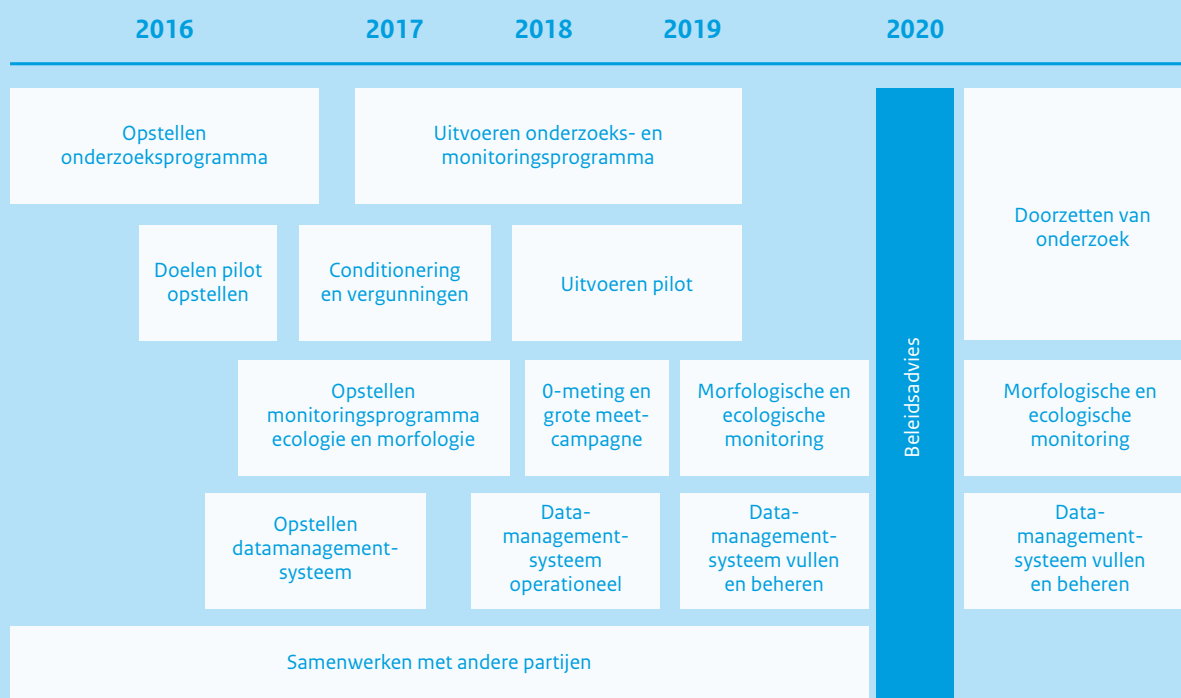 2016 2017 2018 2019 2020
Opstellen
onderzoeksprogramma
Uitvoeren onderzoeks- en
monitoringsprogramma
Doorzetten van
onderzoek
Doelen pilot
opstellen
Conditionering
en vergunningen
Uitvoeren pilot
Beleidsadvies
Opstellen
monitoringsprogramma
ecologie en morfologie
0-meting en
grote meet-
campagne
Morfologische en
ecologische
monitoring
Morfologische en
ecologische
monitoring
Opstellen
datamanagement-
systeem
Data-
management-
systeem
operationeel
Data-
management-
systeem vullen
en beheren
Data-
management-
systeem vullen
en beheren
Samenwerken met andere partijen